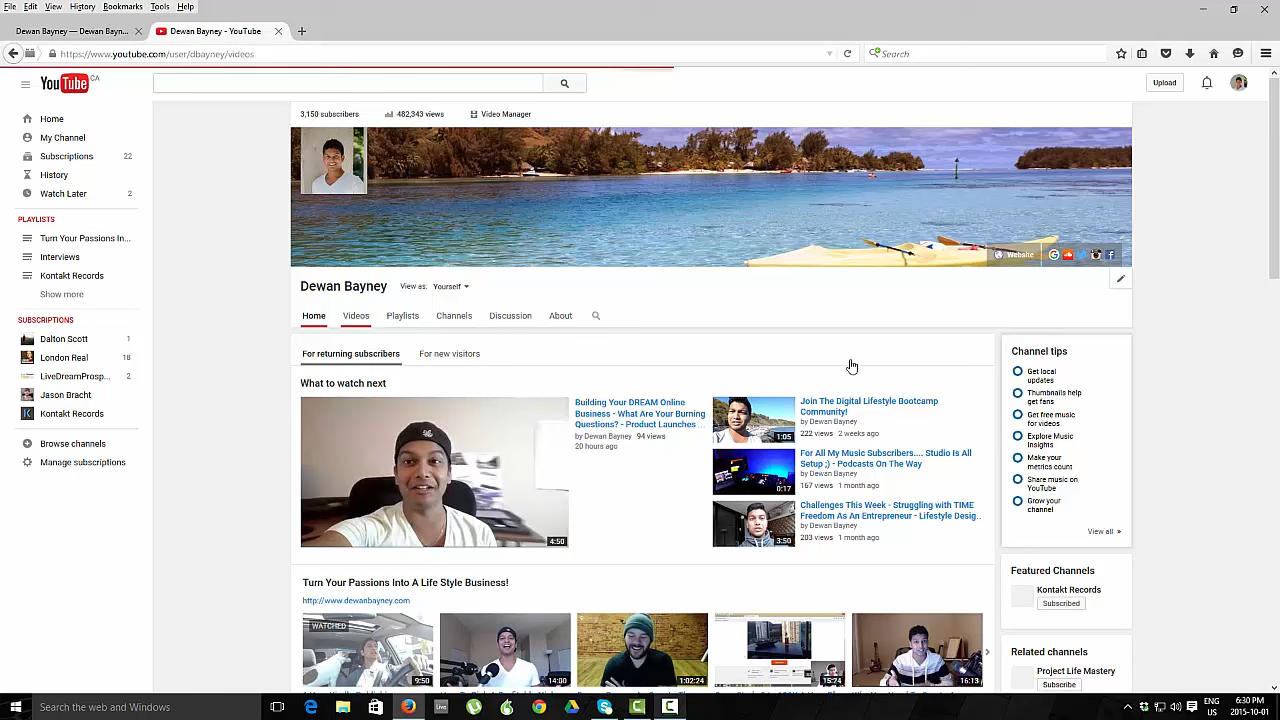 File Edit View History Bookmarks Tools Help
Dewan Bayney — Dewan Bayn...
Dewan Bayney - YouTube
https://www.youtube.com/user/dbayney/videos
Search
YouTube CA
Upload
Home
My Channel
Subscriptions 22
History
Watch Later 2
PLAYLISTS
Turn Your Passions In...
Interviews
Kontakt Records
Show more
SUBSCRIPTIONS
Dalton Scott 1
London Real 18
LiveDreamProsp... 2
Jason Bracht
Kontakt Records
Browse channels
Manage subscriptions
3,150 subscribers 482,343 views Video Manager
Website
Dewan Bayney View as: Yourself
Home Videos Playlists Channels Discussion About
For returning subscribers For new visitors
What to watch next
4:50
Building Your DREAM Online
Business - What Are Your Burning
Questions? - Product Launches ...
by Dewan Bayney 94 views
20 hours ago
1:05
Join The Digital Lifestyle Bootcamp
Community!
by Dewan Bayney
222 views 2 weeks ago
0:17
For All My Music Subscribers.... Studio Is All
Setup ;) - Podcasts On The Way
by Dewan Bayney
167 views 1 month ago
3:50
Challenges This Week - Struggling with TIME
Freedom As An Entrepreneur - Lifestyle Desig..
by Dewan Bayney
203 views 1 month ago
Turn Your Passions Into A Life Style Business!
http://www.dewanbayney.com
WATCHED
9:50
14:00
1:02:24
15:24
16:13
Channel tips
Get local
updates
Thumbnails help
get fans
Get free music
for videos
Explore Music
Insights
Make your
metrics count
Share music on
YouTube
Grow your
channel
View all »
Featured Channels
Kontakt Records
Subscribed
Related channels
Project Life Mastery
Subscribe
Search the web and Windows
Live
ENG
US
6:30 PM
2015-10-01